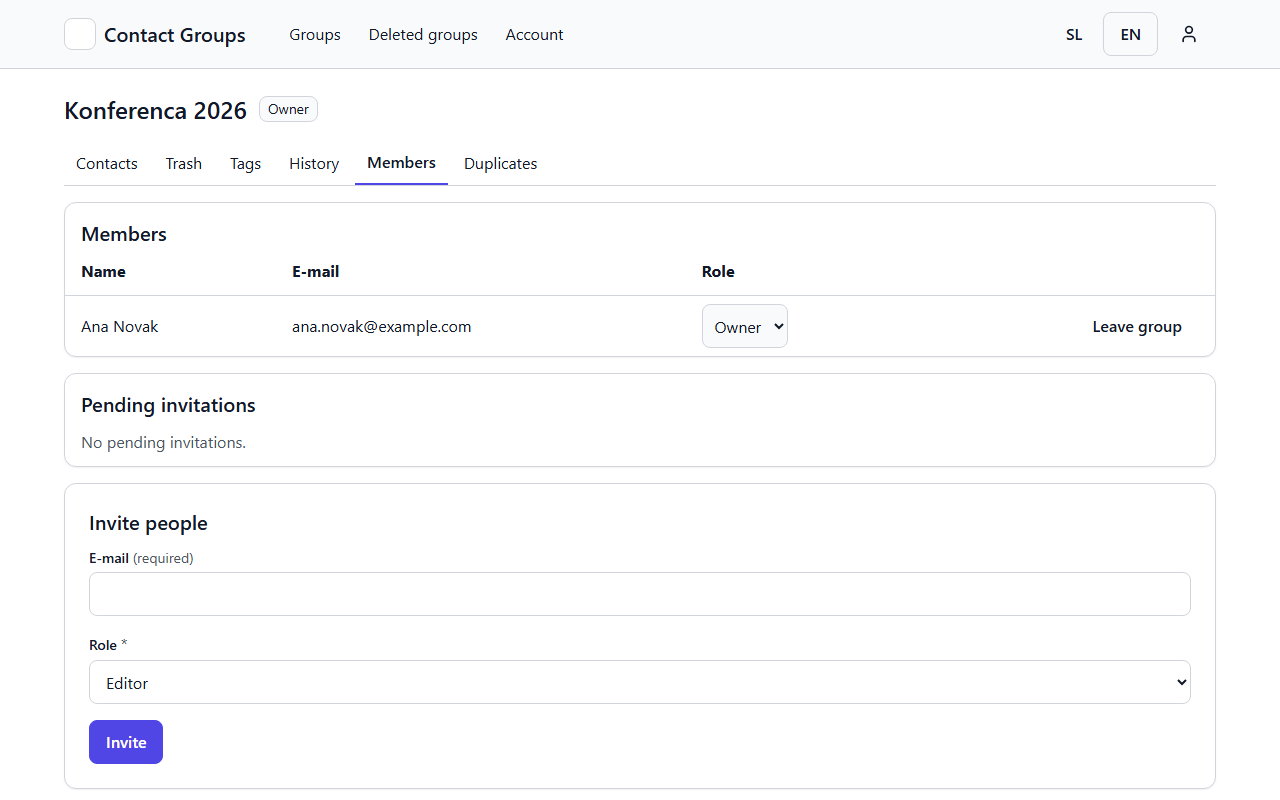 Contact Groups Groups Deleted groups Account SL EN
Konferenca 2026 Owner
Contacts Trash Tags History Members Duplicates
Members
Name E-mail Role
Ana Novak ana.novak@example.com Owner Leave group
Pending invitations
No pending invitations.
Invite people
E-mail (required)
Role *
Editor
Invite